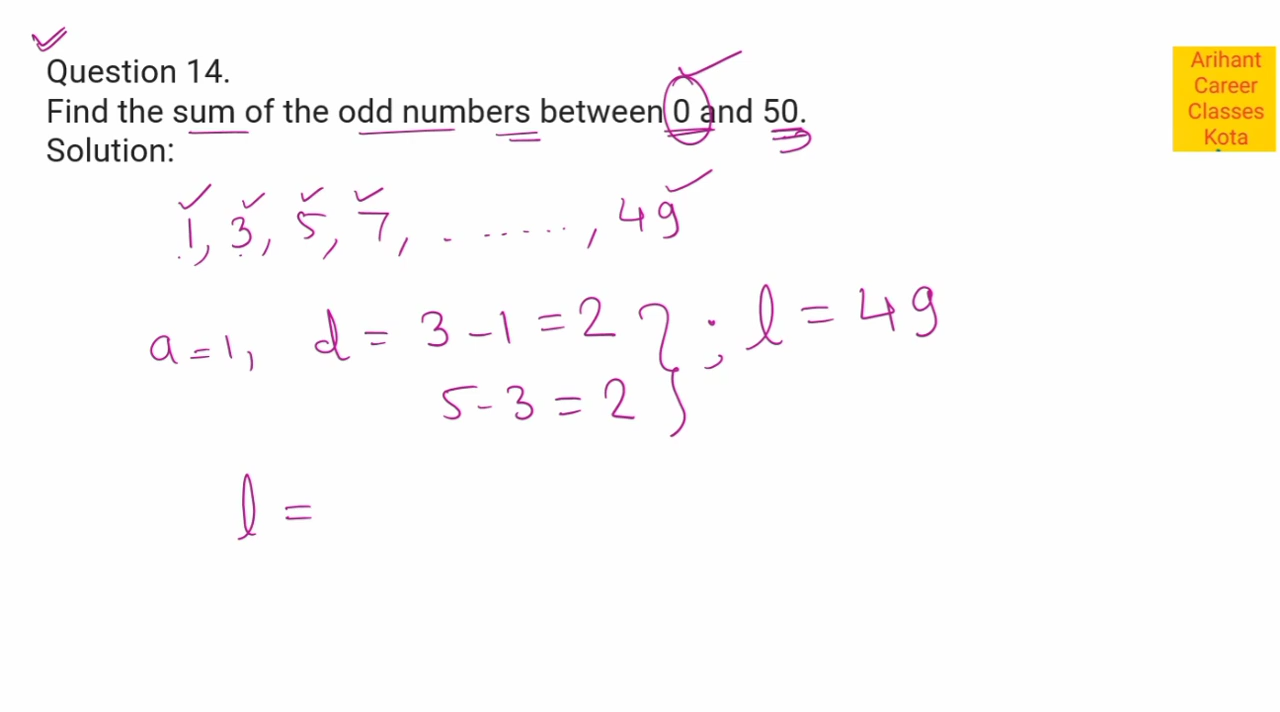 Question 14.
Find the sum of the odd numbers between 0 and 50.
Solution:
1, 3, 5, 7, ........, 49
a = 1, d = 3 - 1 = 2 } ; l = 49
5 - 3 = 2 }
l =
Arihant
Career
Classes
Kota